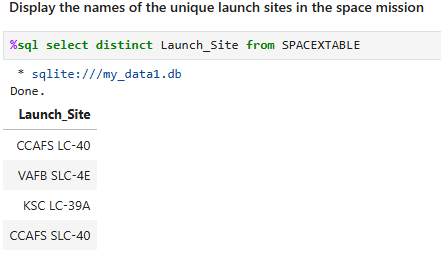 Display the names of the unique launch sites in the space mission
%sql select distinct Launch_Site from SPACEXTABLE
* sqlite:///my_data1.db
Done.
Launch_Site
CCAFS LC-40
VAFB SLC-4E
KSC LC-39A
CCAFS SLC-40